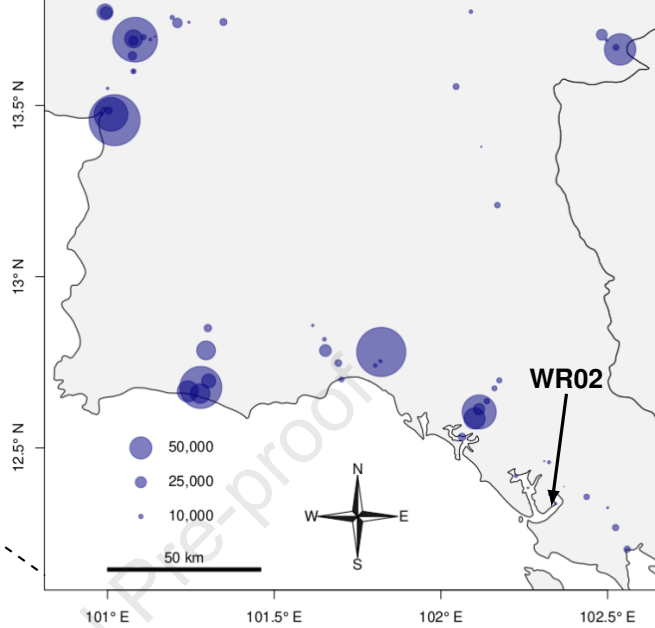 13.5° N
13° N
12.5° N
WR02
50,000
25,000
10,000
50 km
N
W
E
S
Pre-proof
101° E
101.5° E
102° E
102.5° E